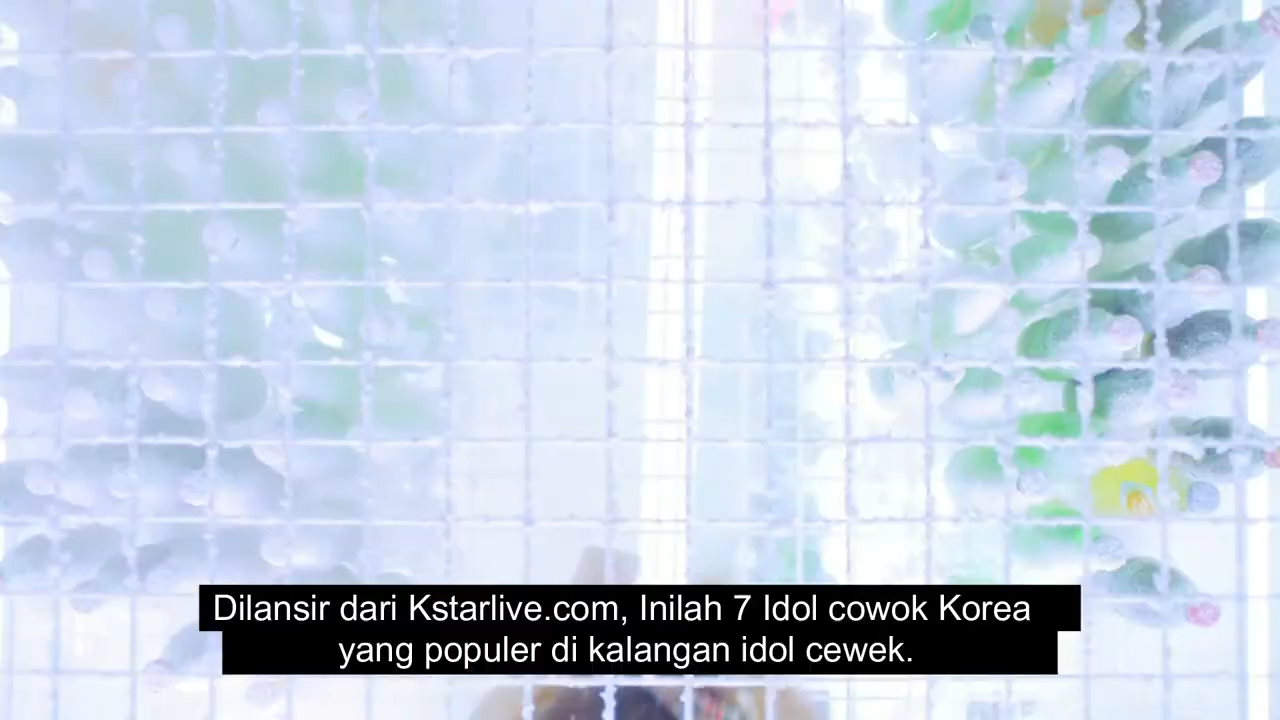 Dilansir dari Kstarlive.com, Inilah 7 Idol cowok Korea
yang populer di kalangan idol cewek.